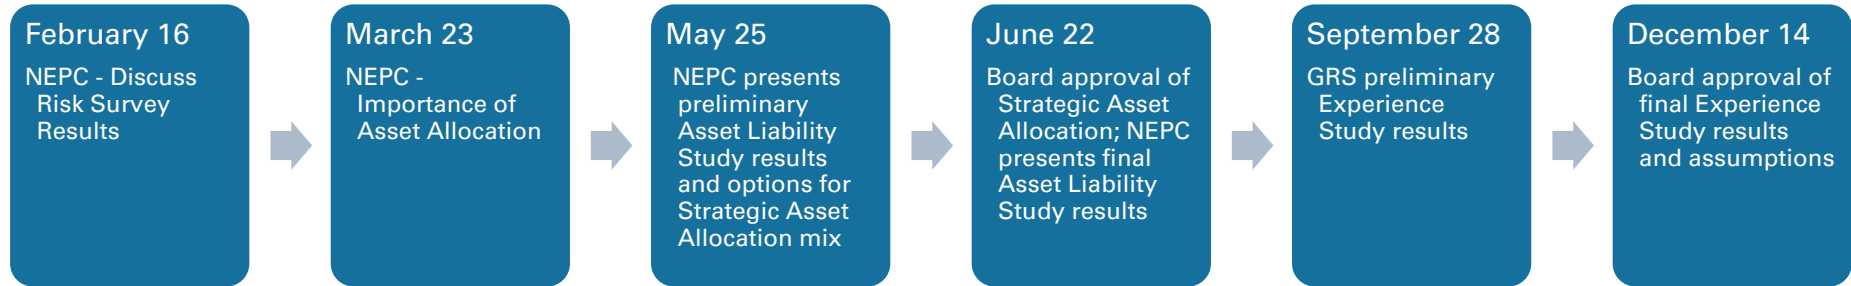 February 16
NEPC - Discuss
Risk Survey
Results
March 23
NEPC -
Importance of
Asset Allocation
May 25
NEPC presents
preliminary
Asset Liability
Study results
and options for
Strategic Asset
Allocation mix
June 22
Board approval of
Strategic Asset
Allocation; NEPC
presents final
Asset Liability
Study results
September 28
GRS preliminary
Experience
Study results
December 14
Board approval of
final Experience
Study results
and assumptions